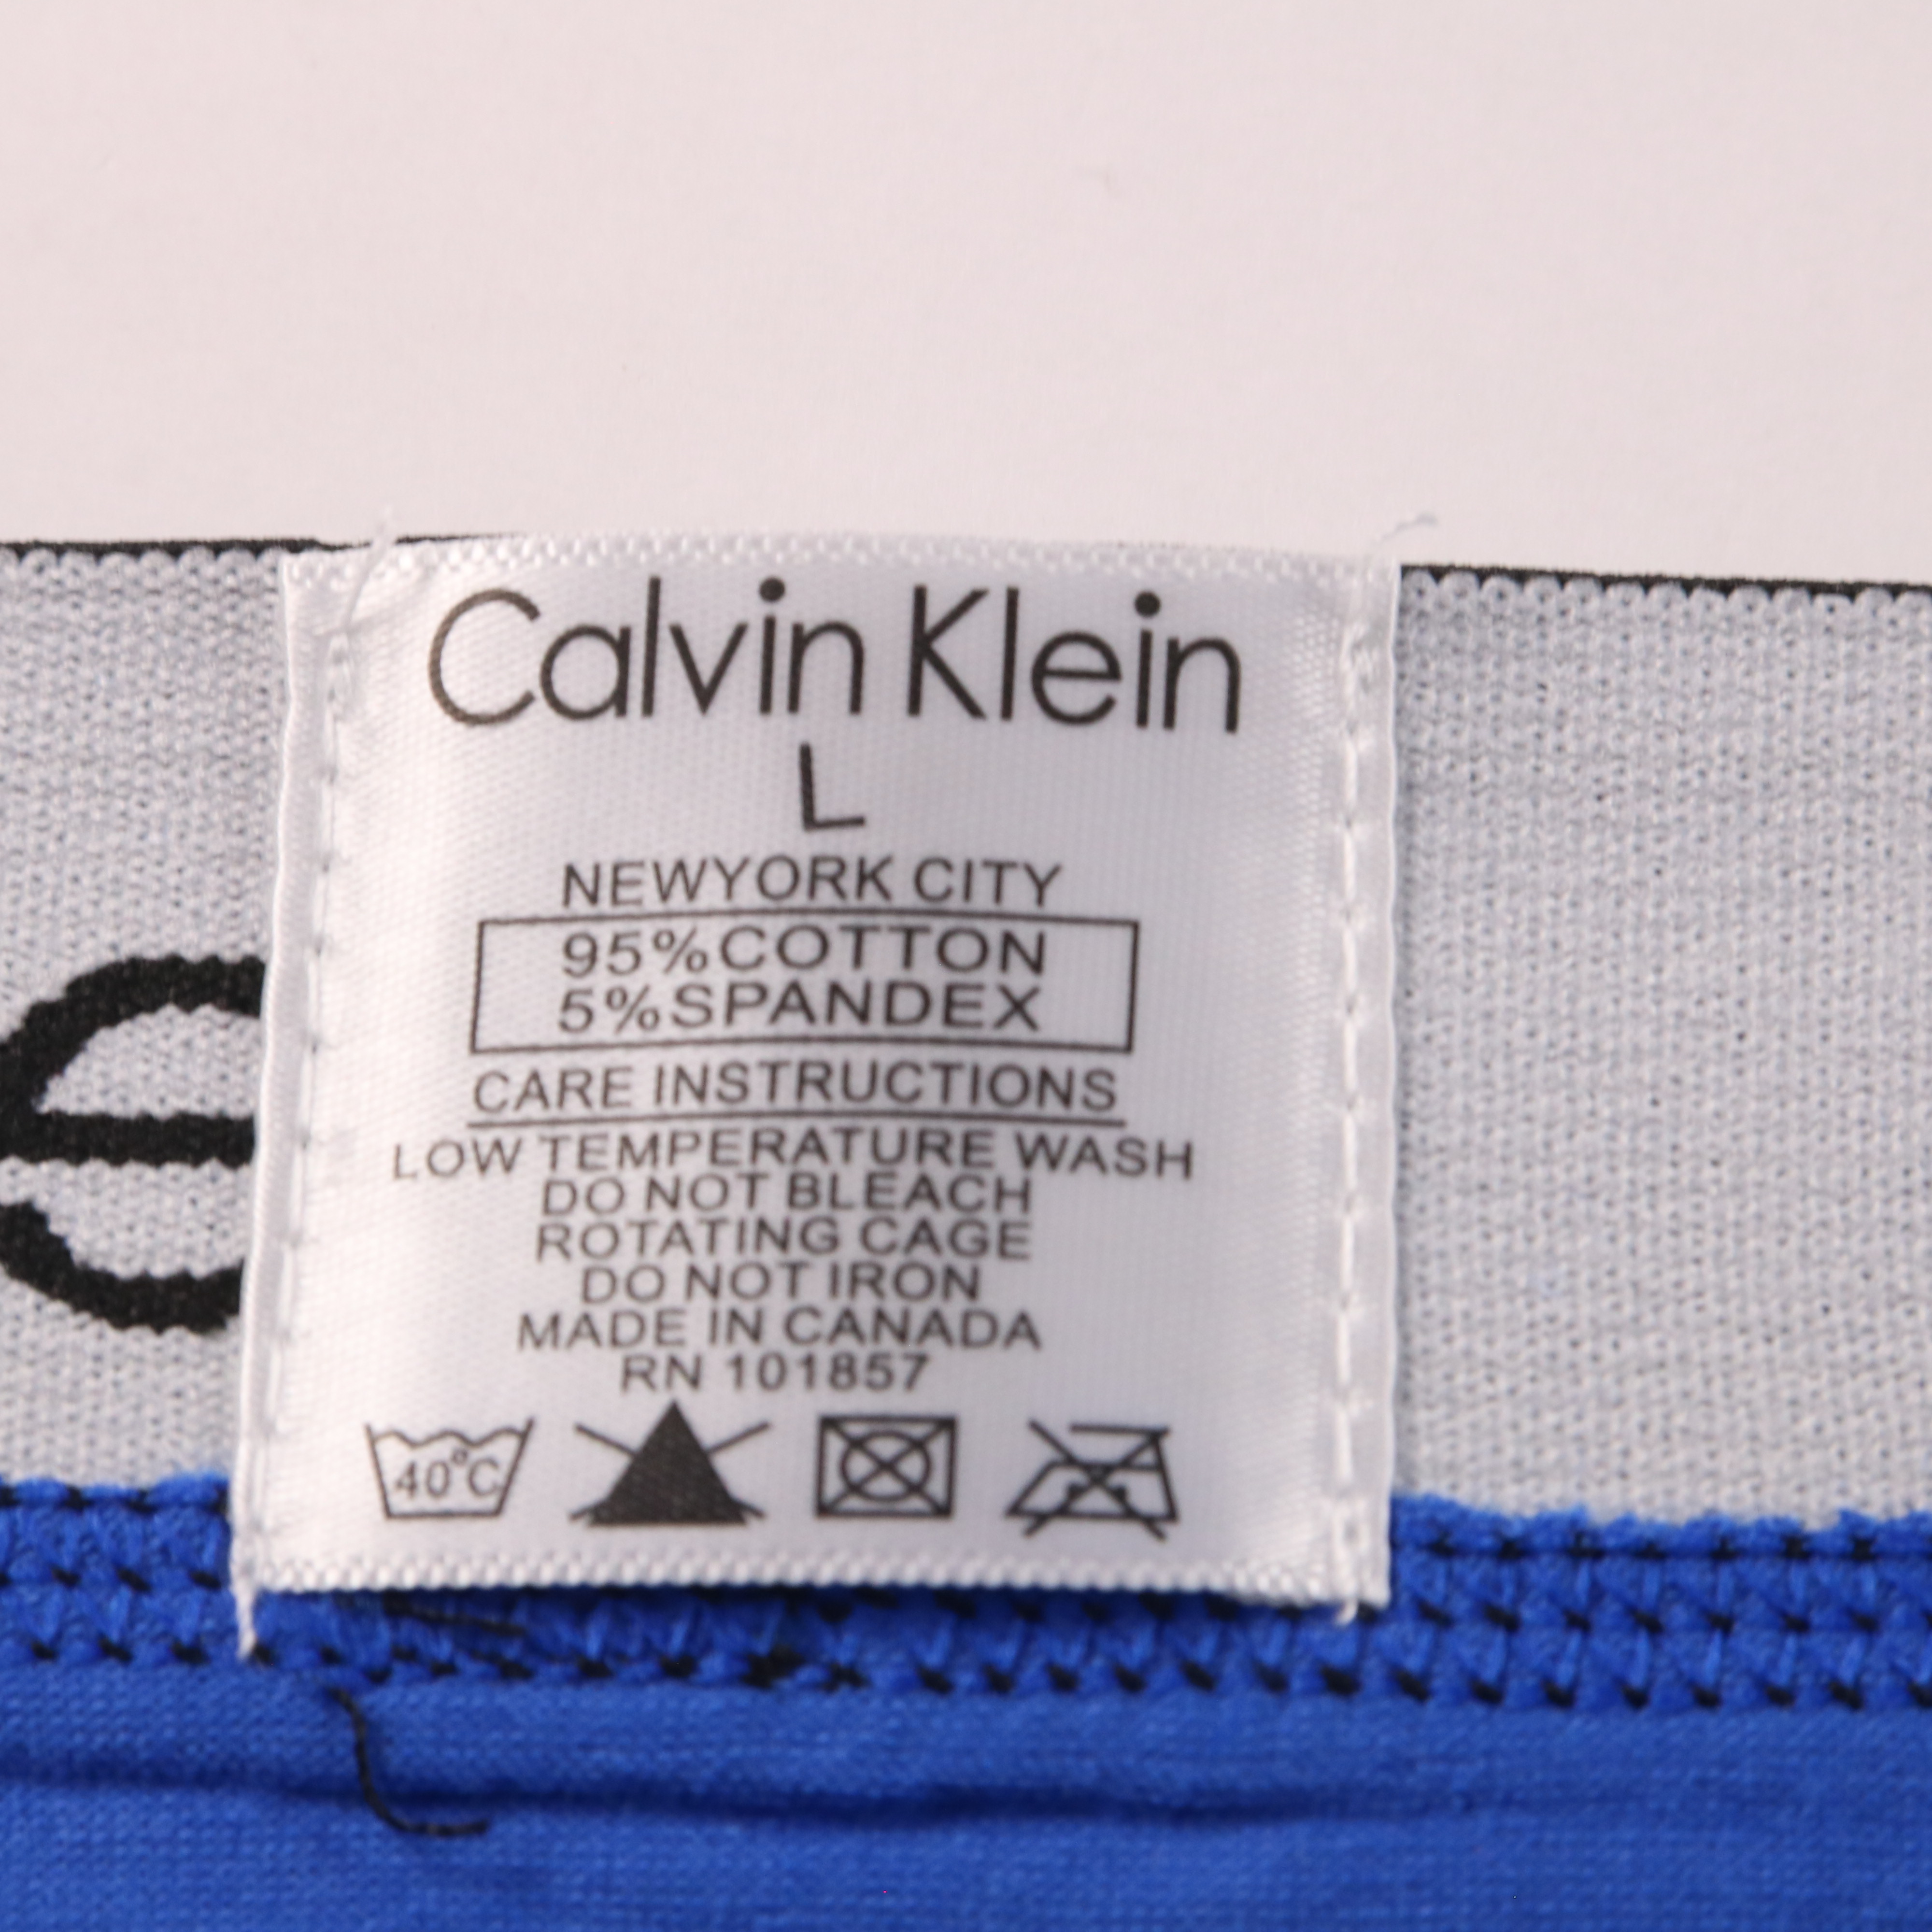 Calvin Klein
L
NEWYORK CITY
95%COTTON
5%SPANDEX
CARE INSTRUCTIONS
LOW TEMPERATURE WASH
DO NOT BLEACH
ROTATING CAGE
DO NOT IRON
MADE IN CANADA
RN 101857
40°C
e